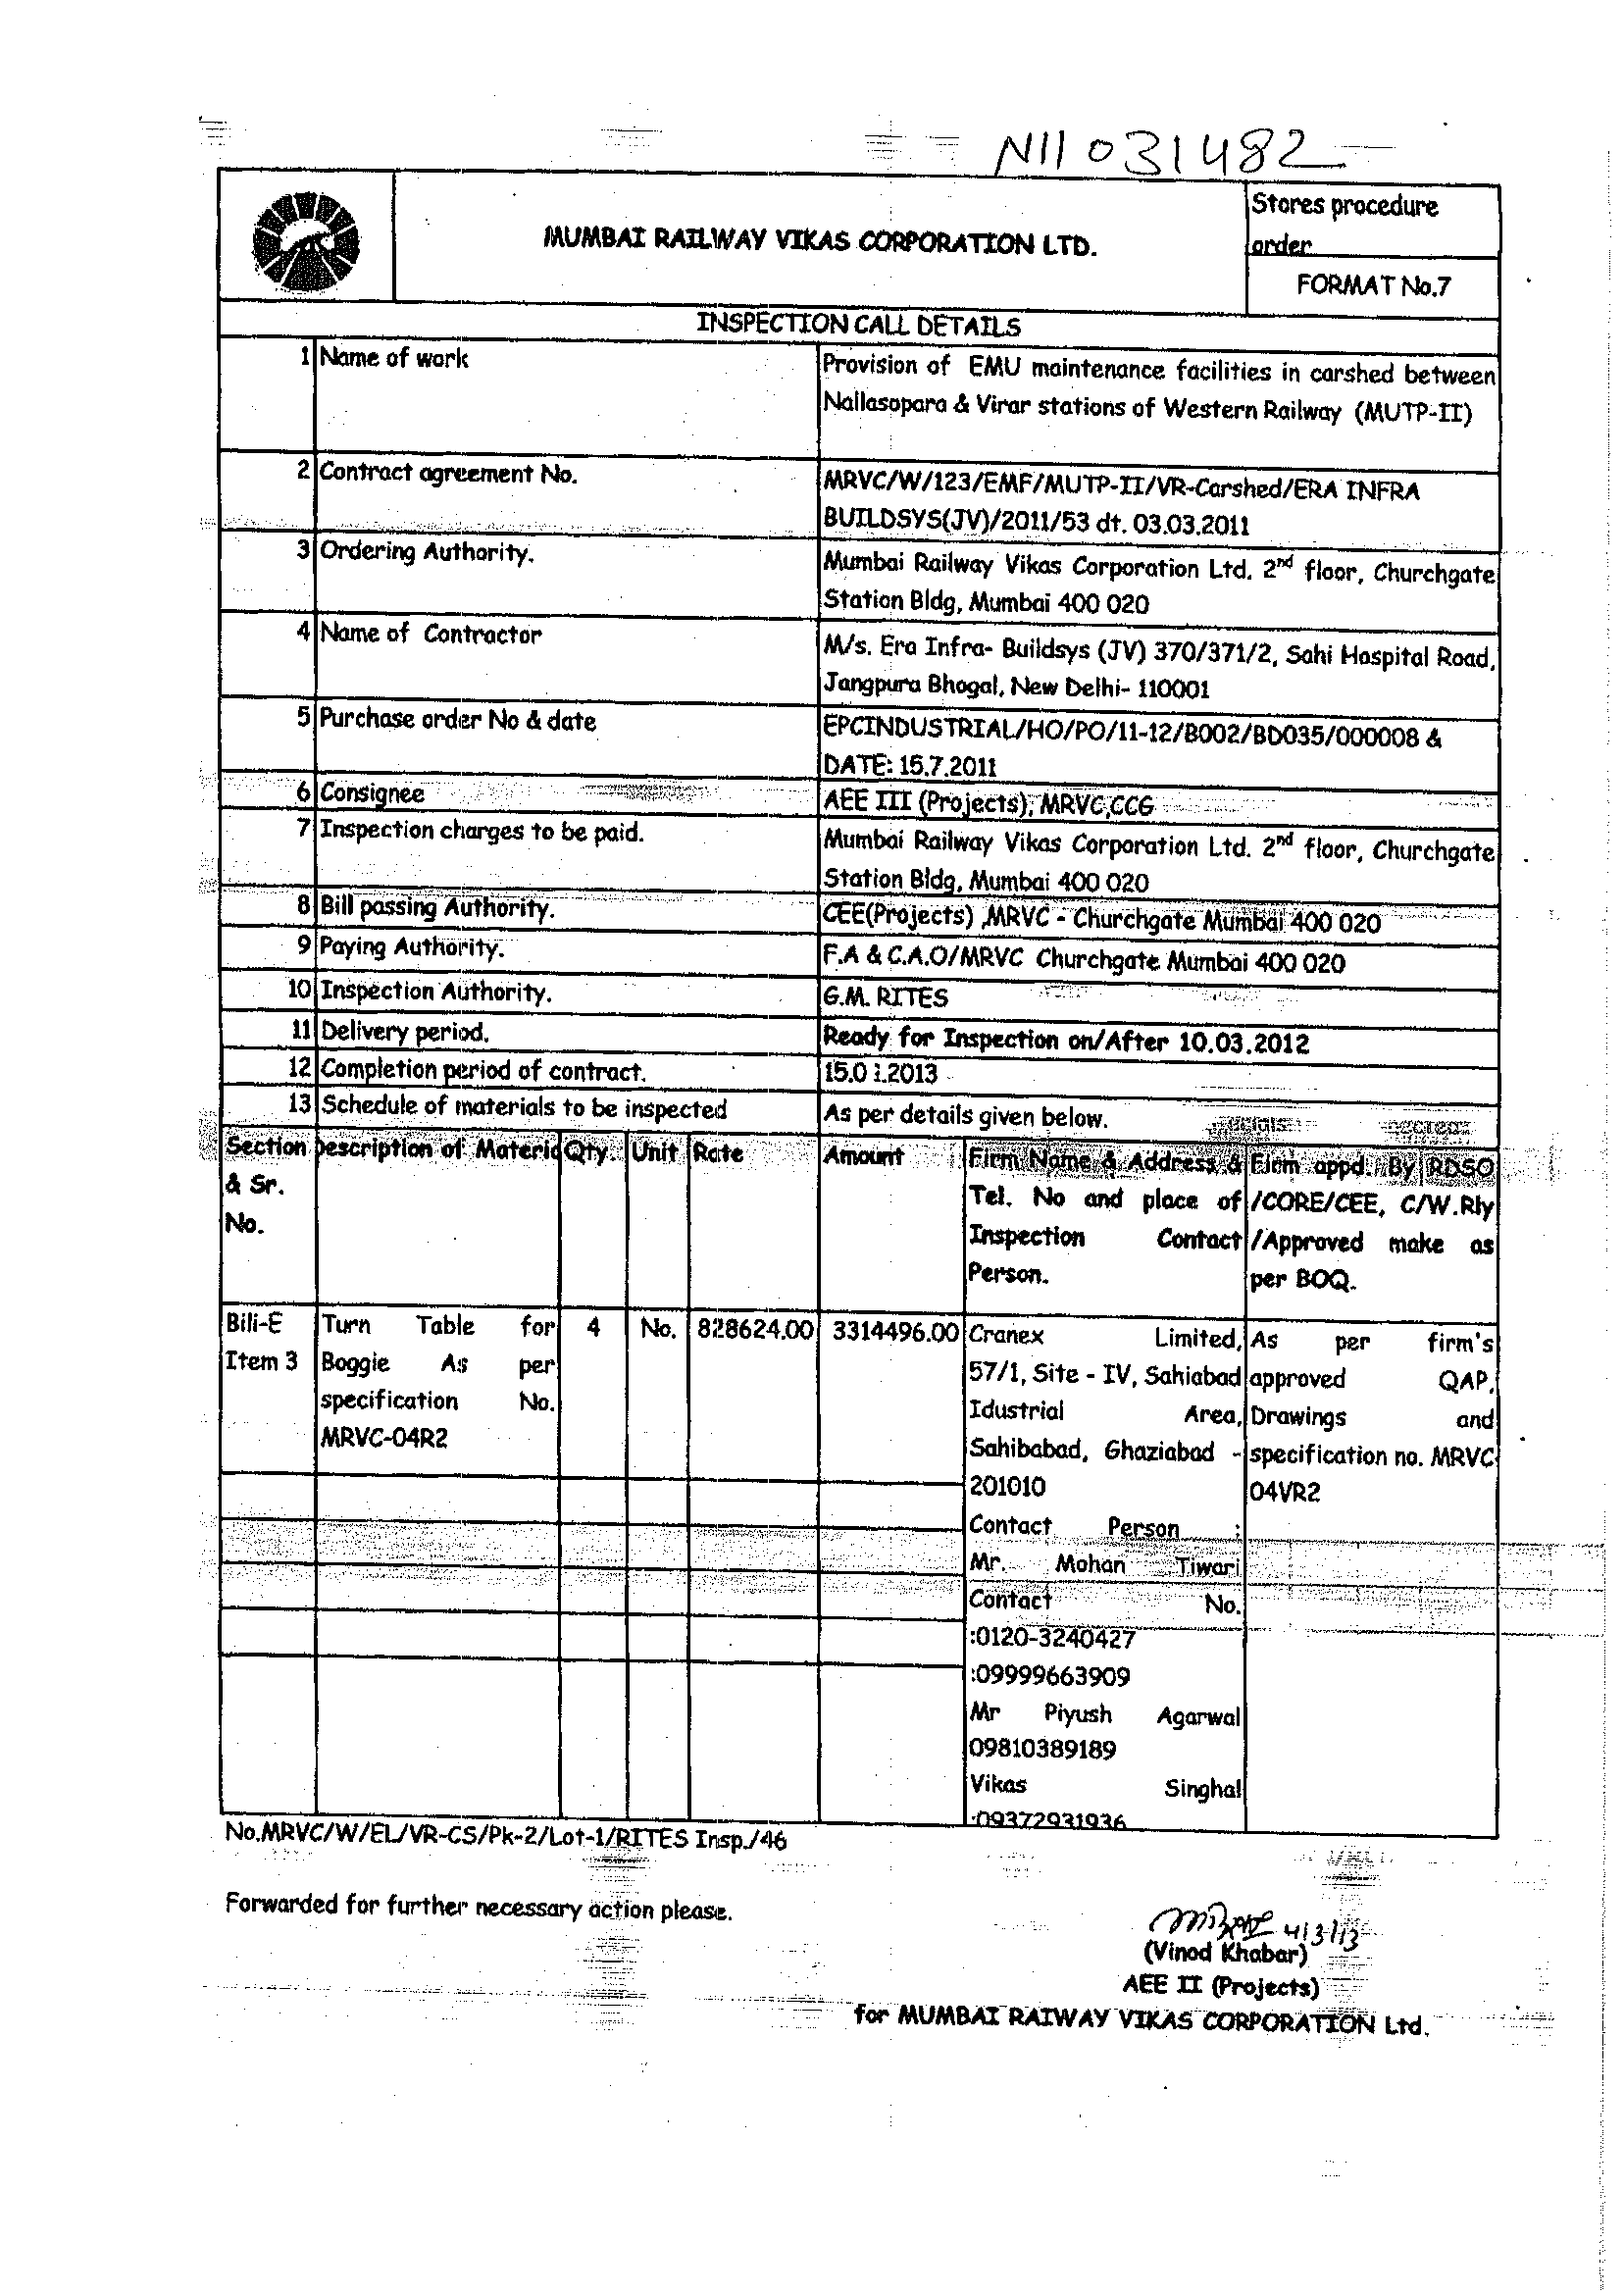 N11031482
Stores procedure
order
MUMBAI RAILWAY VIKAS CORPORATION LTD.
FORMAT No.7
INSPECTION CALL DETAILS
1 Name of work
Provision of EMU maintenance facilities in carshed between
Nallasopara & Virar stations of Western Railway (MUTP-II)
2 Contract agreement No.
MRVC/W/123/EMF/MUTP-II/VR-Carshed/ERA INFRA
BUILDSYS(JV)/2011/53 dt. 03.03.2011
3 Ordering Authority.
Mumbai Railway Vikas Corporation Ltd. 2nd floor, Churchgate
Station Bldg, Mumbai 400 020
4 Name of Contractor
M/s. Era Infra- Buildsys (JV) 370/371/2, Sahi Hospital Road,
Jangpura Bhogal, New Delhi- 110001
5 Purchase order No & date
EPCINDUSTRIAL/HO/PO/11-12/B002/BD035/000008 &
DATE: 15.7.2011
6 Consignee
AEE III (Projects), MRVC,CCG
7 Inspection charges to be paid.
Mumbai Railway Vikas Corporation Ltd. 2nd floor, Churchgate
Station Bldg, Mumbai 400 020
8 Bill passing Authority.
CEE(Projects) ,MRVC - Churchgate Mumbai 400 020
9 Paying Authority.
F.A & C.A.O/MRVC Churchgate Mumbai 400 020
10 Inspection Authority.
G.M. RITES
11 Delivery period.
Ready for Inspection on/After 10.03.2012
12 Completion period of contract.
13 Schedule of materials to be inspected
As per details given below.
Section
& Sr.
No.
Description of Materia
Qty.
Unit
Rate
Amount
Firm Name & Address &
Tel. No and place of
Inspection Contact
Person.
Firm appd. By RDSO
/CORE/CEE, C/W.Rly
/Approved make as
per BOQ.
Bili-E
Item 3
Turn Table for
Boggie As per
specification No.
MRVC-04R2
4
No.
828624.00
3314496.00
Cranex Limited,
57/1, Site - IV, Sahiabad
Idustrial Area,
Sahibabad, Ghaziabad -
201010
Contact Person :
Mr. Mohan Tiwari
Contact No.
:0120-3240427
:09999663909
Mr Piyush Agarwal
09810389189
Vikas Singhal
:09372931936
As per firm's
approved QAP,
Drawings and
specification no. MRVC
04VR2
No.MRVC/W/EL/VR-CS/Pk-2/Lot-1/RITES Insp./46
Forwarded for further necessary action please.
4/3/13
(Vinod Khabar)
AEE II (Projects)
for MUMBAI RAIWAY VIKAS CORPORATION Ltd.